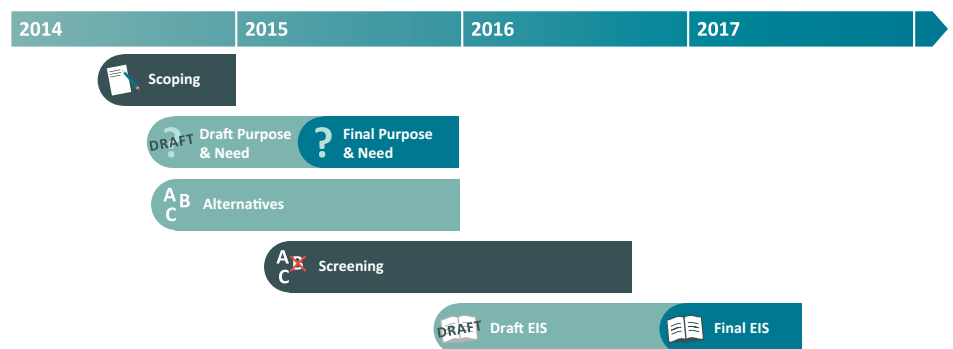 2014 2015 2016 2017
Scoping
DRAFT
?
Draft Purpose
& Need
?
Final Purpose
& Need
A B
C
Alternatives
A B
C
Screening
DRAFT
Draft EIS
Final EIS